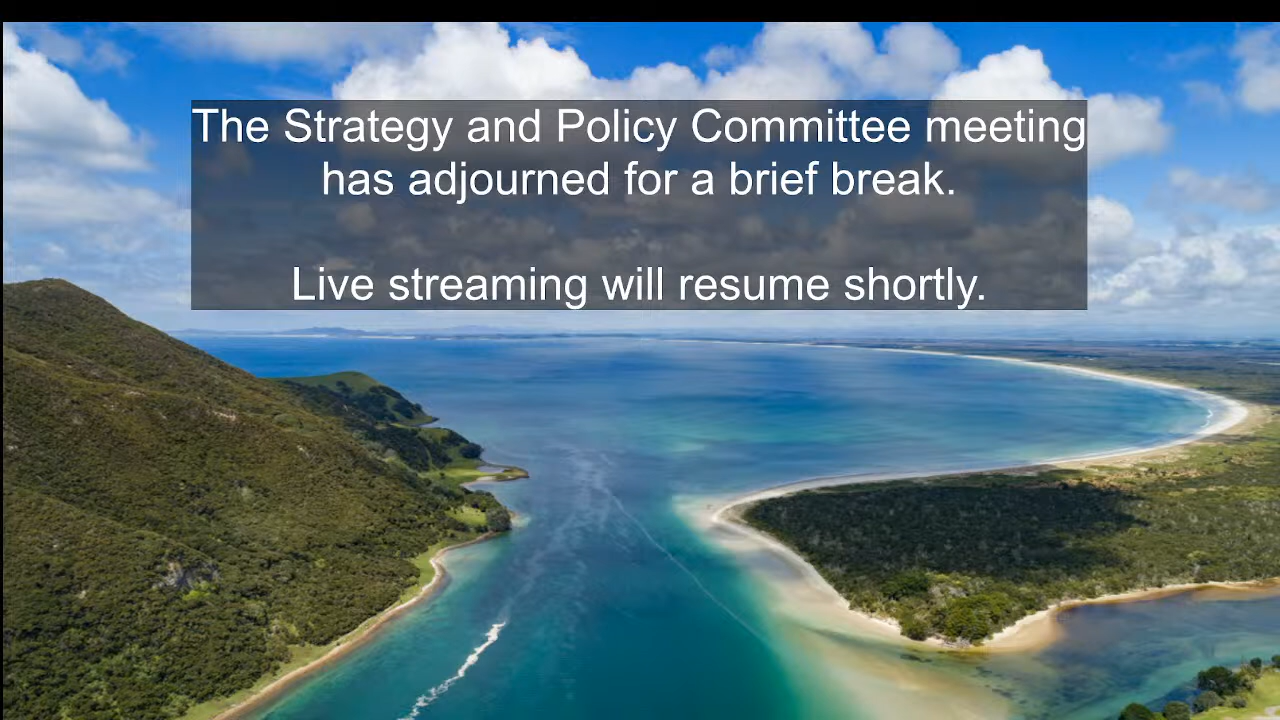 The Strategy and Policy Committee meeting
has adjourned for a brief break.
Live streaming will resume shortly.